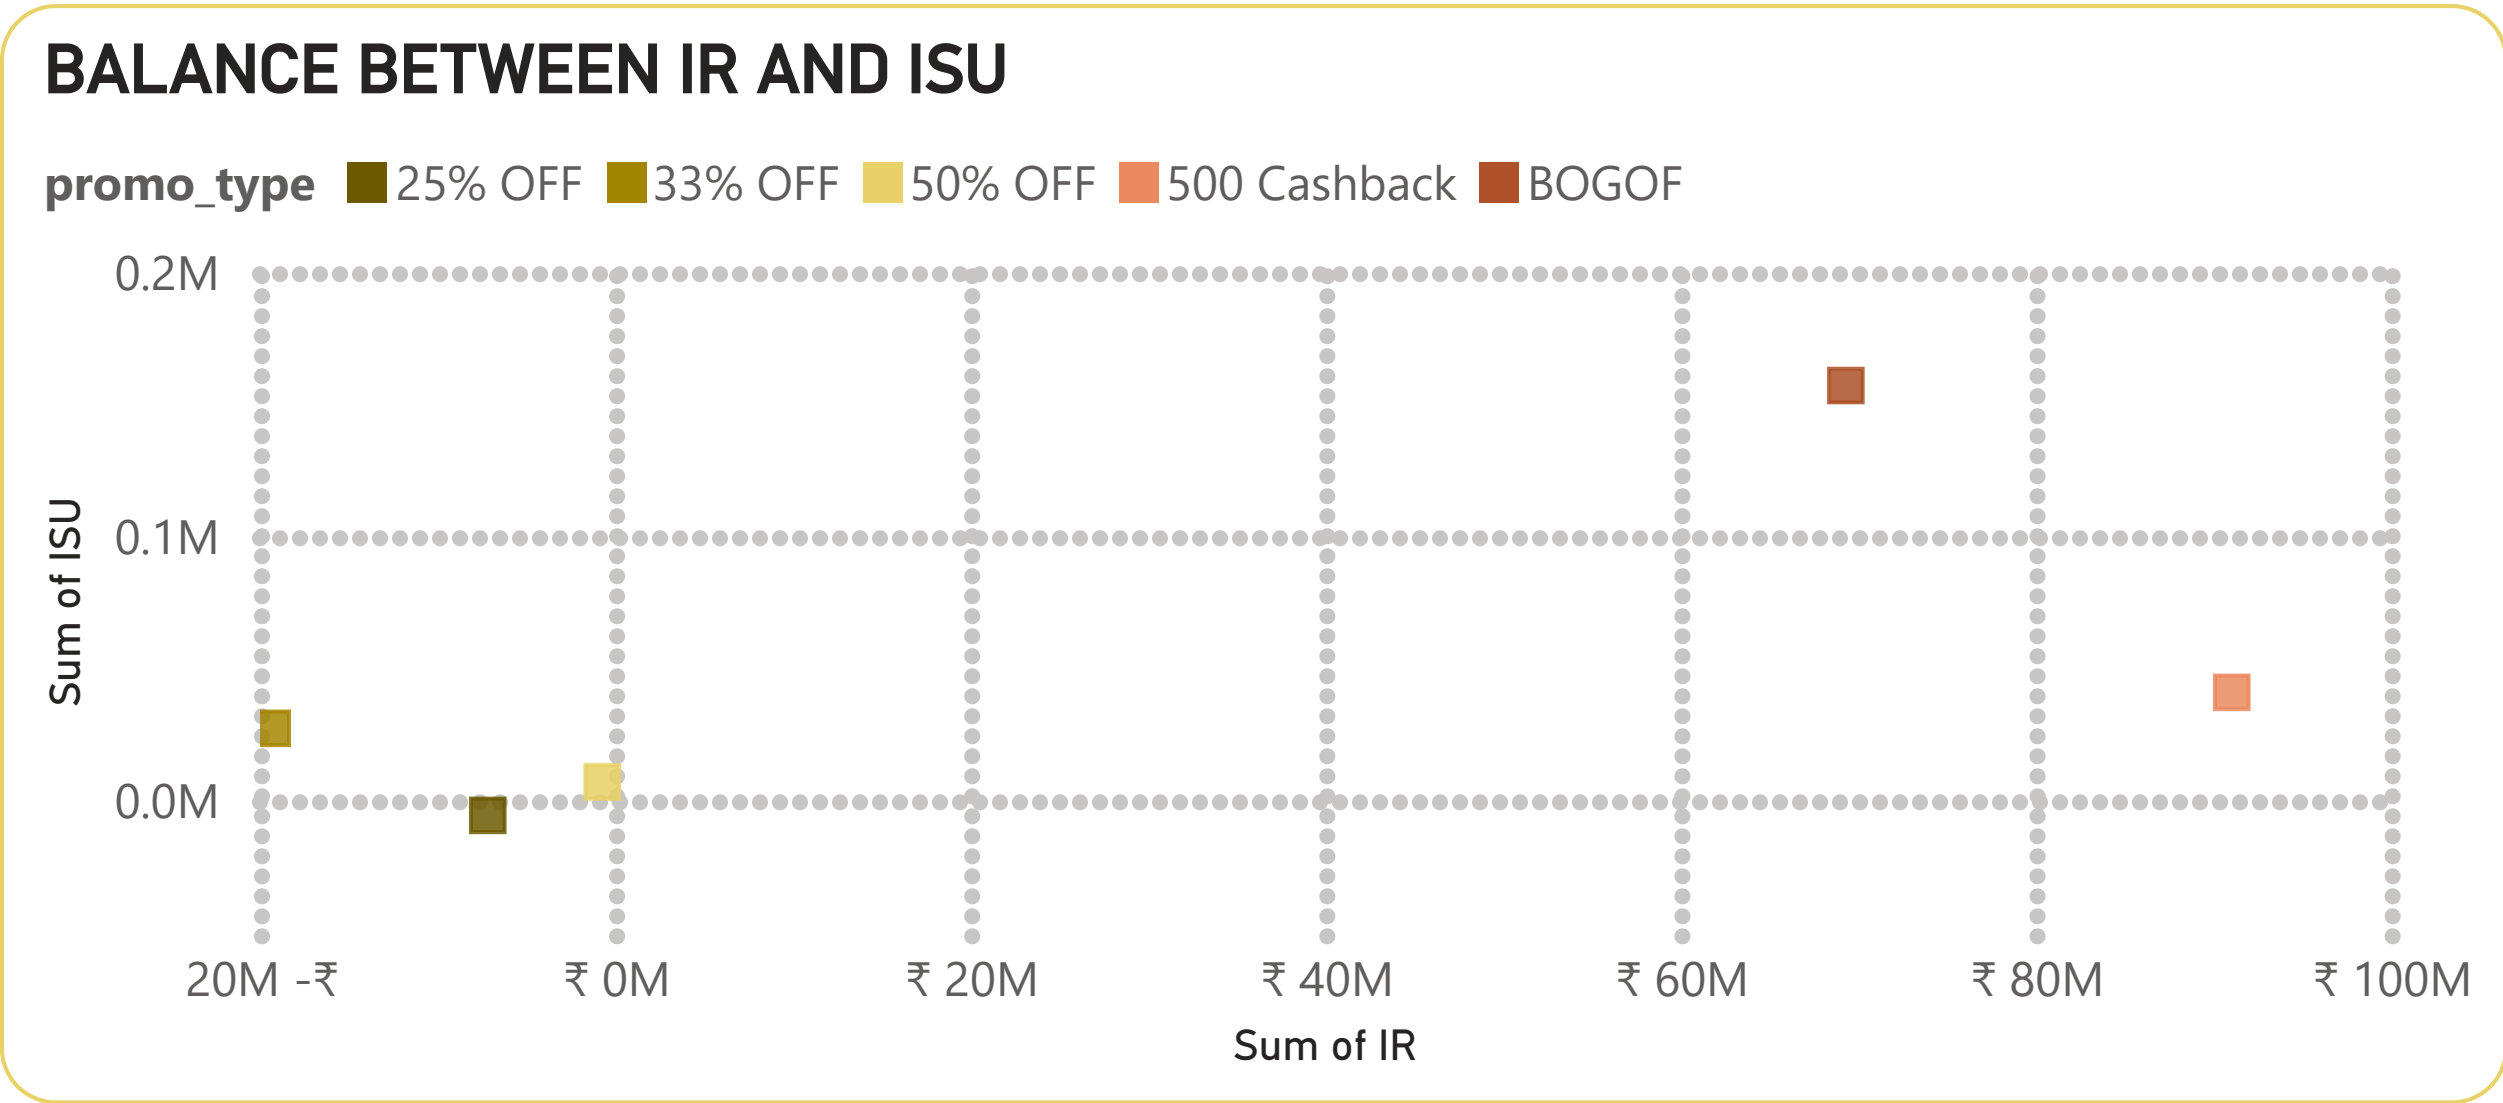 BALANCE BETWEEN IR AND ISU
promo_type 25% OFF 33% OFF 50% OFF 500 Cashback BOGOF
0.2M
0.1M
0.0M
Sum of ISU
20M -₹ ₹ 0M ₹ 20M ₹ 40M ₹ 60M ₹ 80M ₹ 100M
Sum of IR